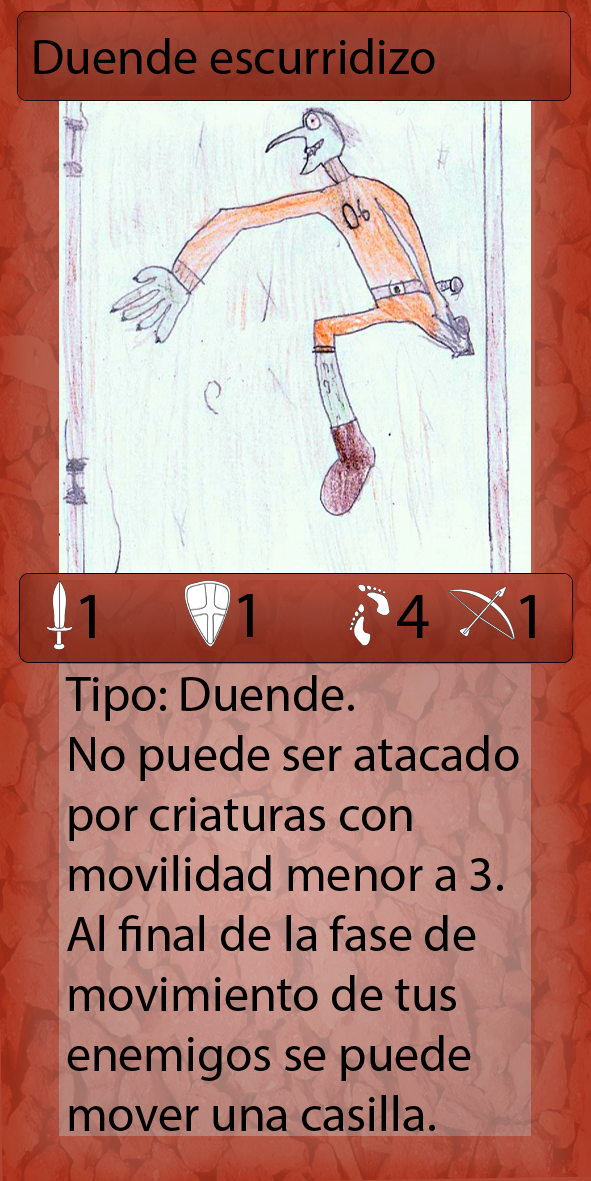 Duende escurridizo
O-6
1 1 4 1
Tipo: Duende.
No puede ser atacado
por criaturas con
movilidad menor a 3.
Al final de la fase de
movimiento de tus
enemigos se puede
mover una casilla.